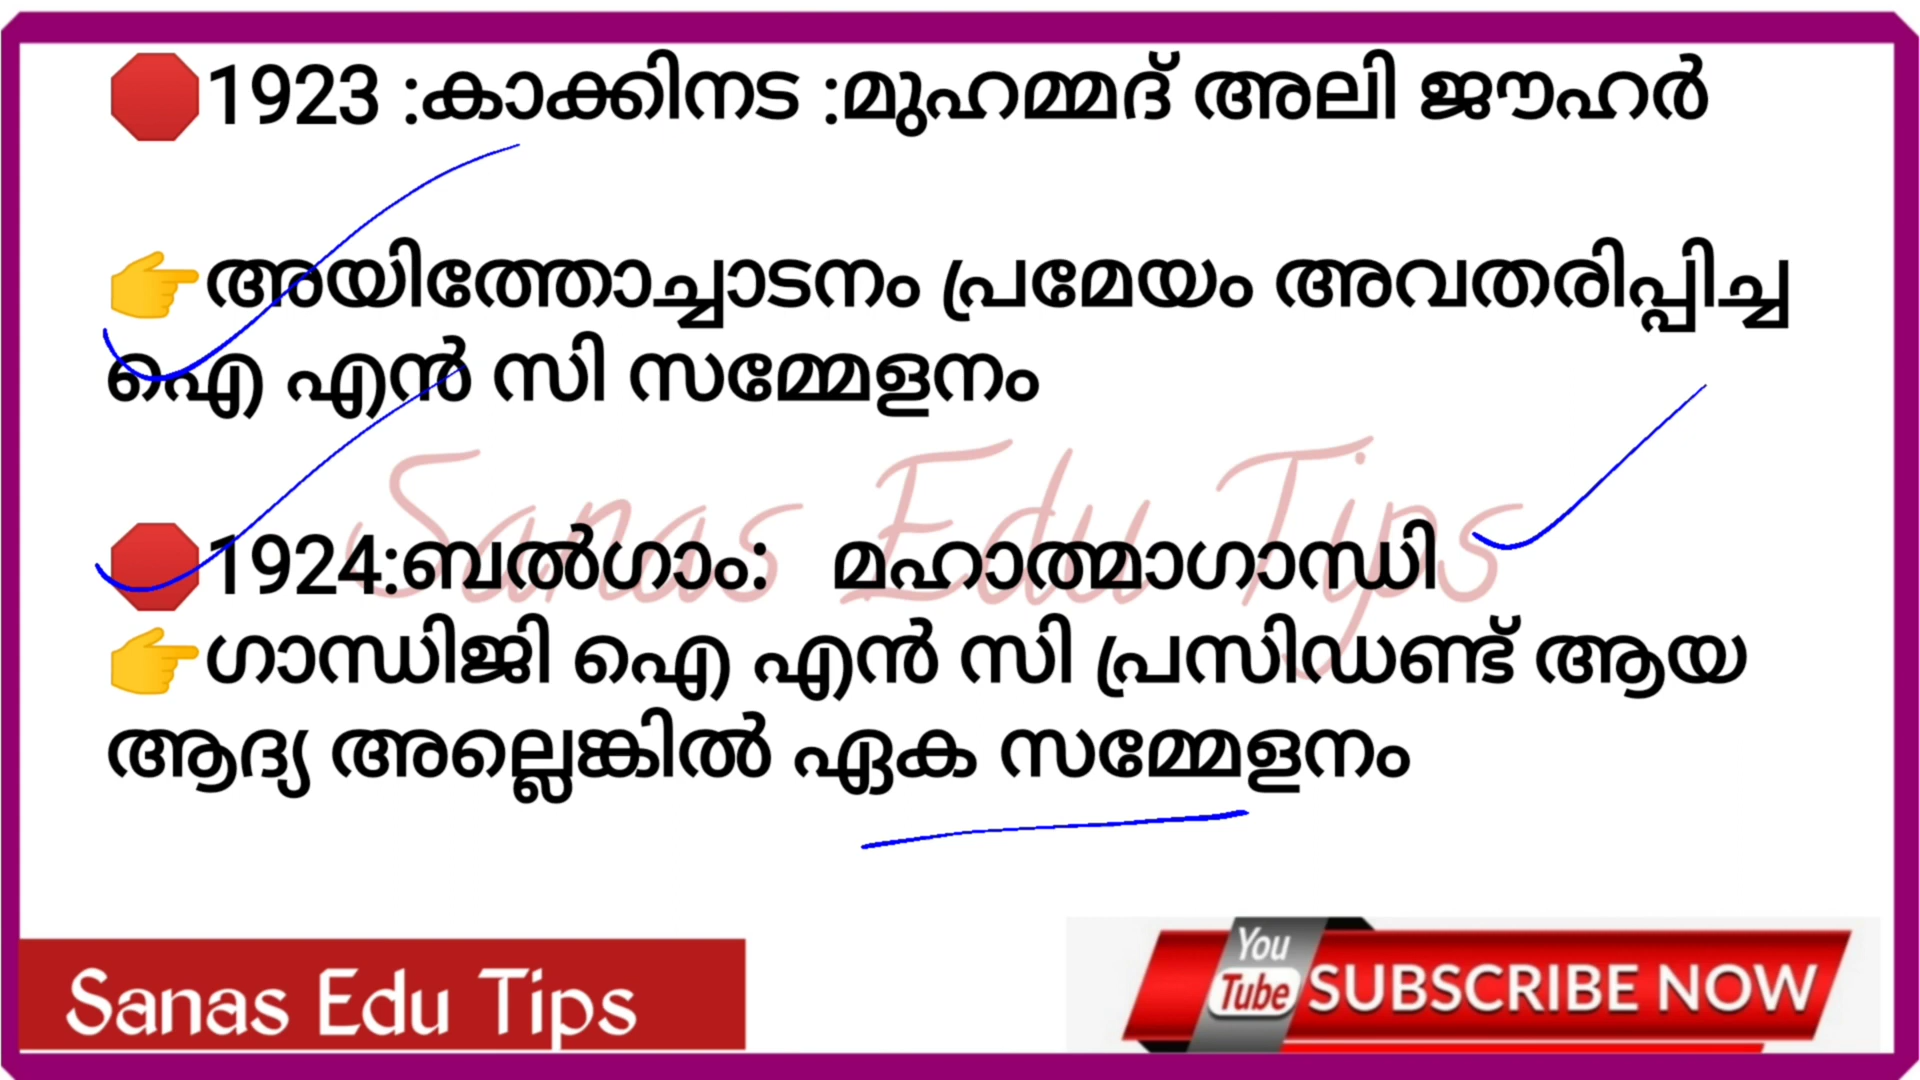 🛑1923 :കാക്കിനട :മുഹമ്മദ് അലി ജൗഹർ
👉അയിത്തോച്ചാടനം പ്രമേയം അവതരിപ്പിച്ച
ഐ എൻ സി സമ്മേളനം
Sanas Edu Tips
🛑1924:ബൽഗാം: മഹാത്മാഗാന്ധി
👉ഗാന്ധിജി ഐ എൻ സി പ്രസിഡണ്ട് ആയ
ആദ്യ അല്ലെങ്കിൽ ഏക സമ്മേളനം
Sanas Edu Tips
You Tube SUBSCRIBE NOW